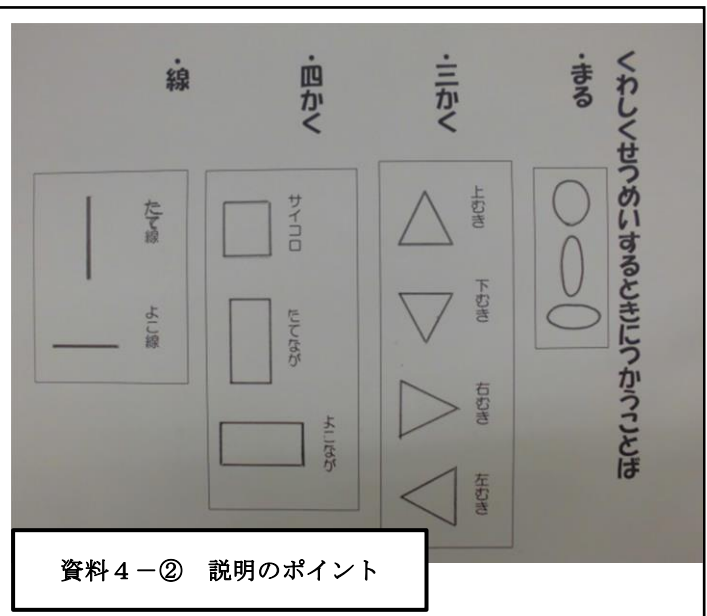 くわしくせつめいするときにつかうことば
・まる
・三かく
上むき
下むき
右むき
左むき
・四かく
サイコロ
たてなが
よこなが
・線
たて線
よこ線
資料4－② 説明のポイント